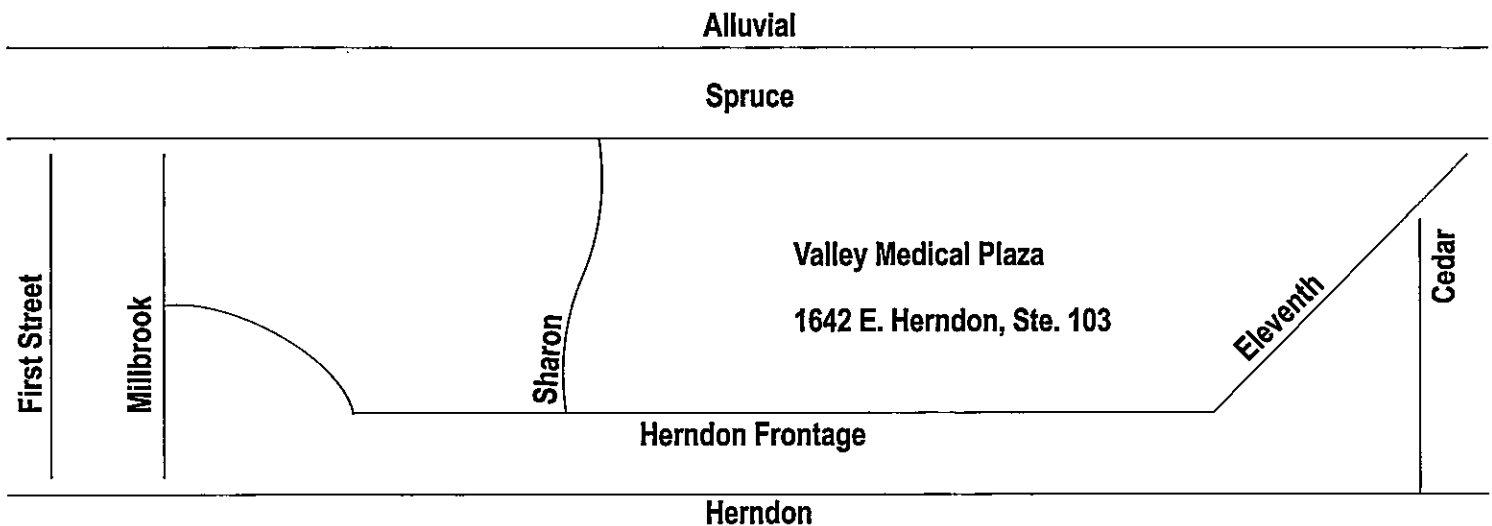 Alluvial
Spruce
First Street
Millbrook
Sharon
Valley Medical Plaza
1642 E. Herndon, Ste. 103
Eleventh
Cedar
Herndon Frontage
Herndon